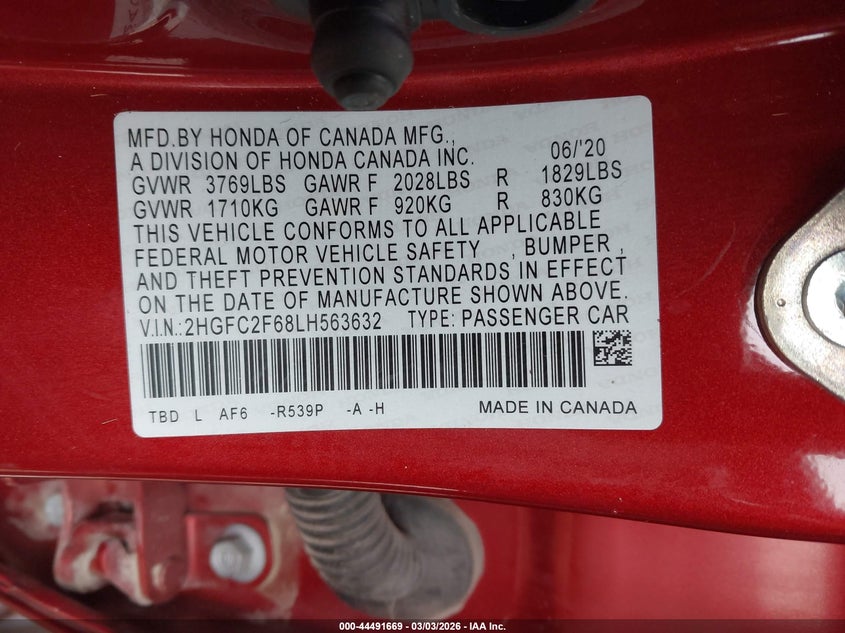 MFD.BY HONDA OF CANADA MFG.,
A DIVISION OF HONDA CANADA INC. 06/'20
GVWR 3769LBS GAWR F 2028LBS R 1829LBS
GVWR 1710KG GAWR F 920KG R 830KG
THIS VEHICLE CONFORMS TO ALL APPLICABLE
FEDERAL MOTOR VEHICLE SAFETY , BUMPER ,
AND THEFT PREVENTION STANDARDS IN EFFECT
ON THE DATE OF MANUFACTURE SHOWN ABOVE.
V.I.N.:2HGFC2F68LH563632 TYPE: PASSENGER CAR
TBD L AF6 -R539P -A -H MADE IN CANADA
000-44491669 — 03/03/2026 — IAA Inc.